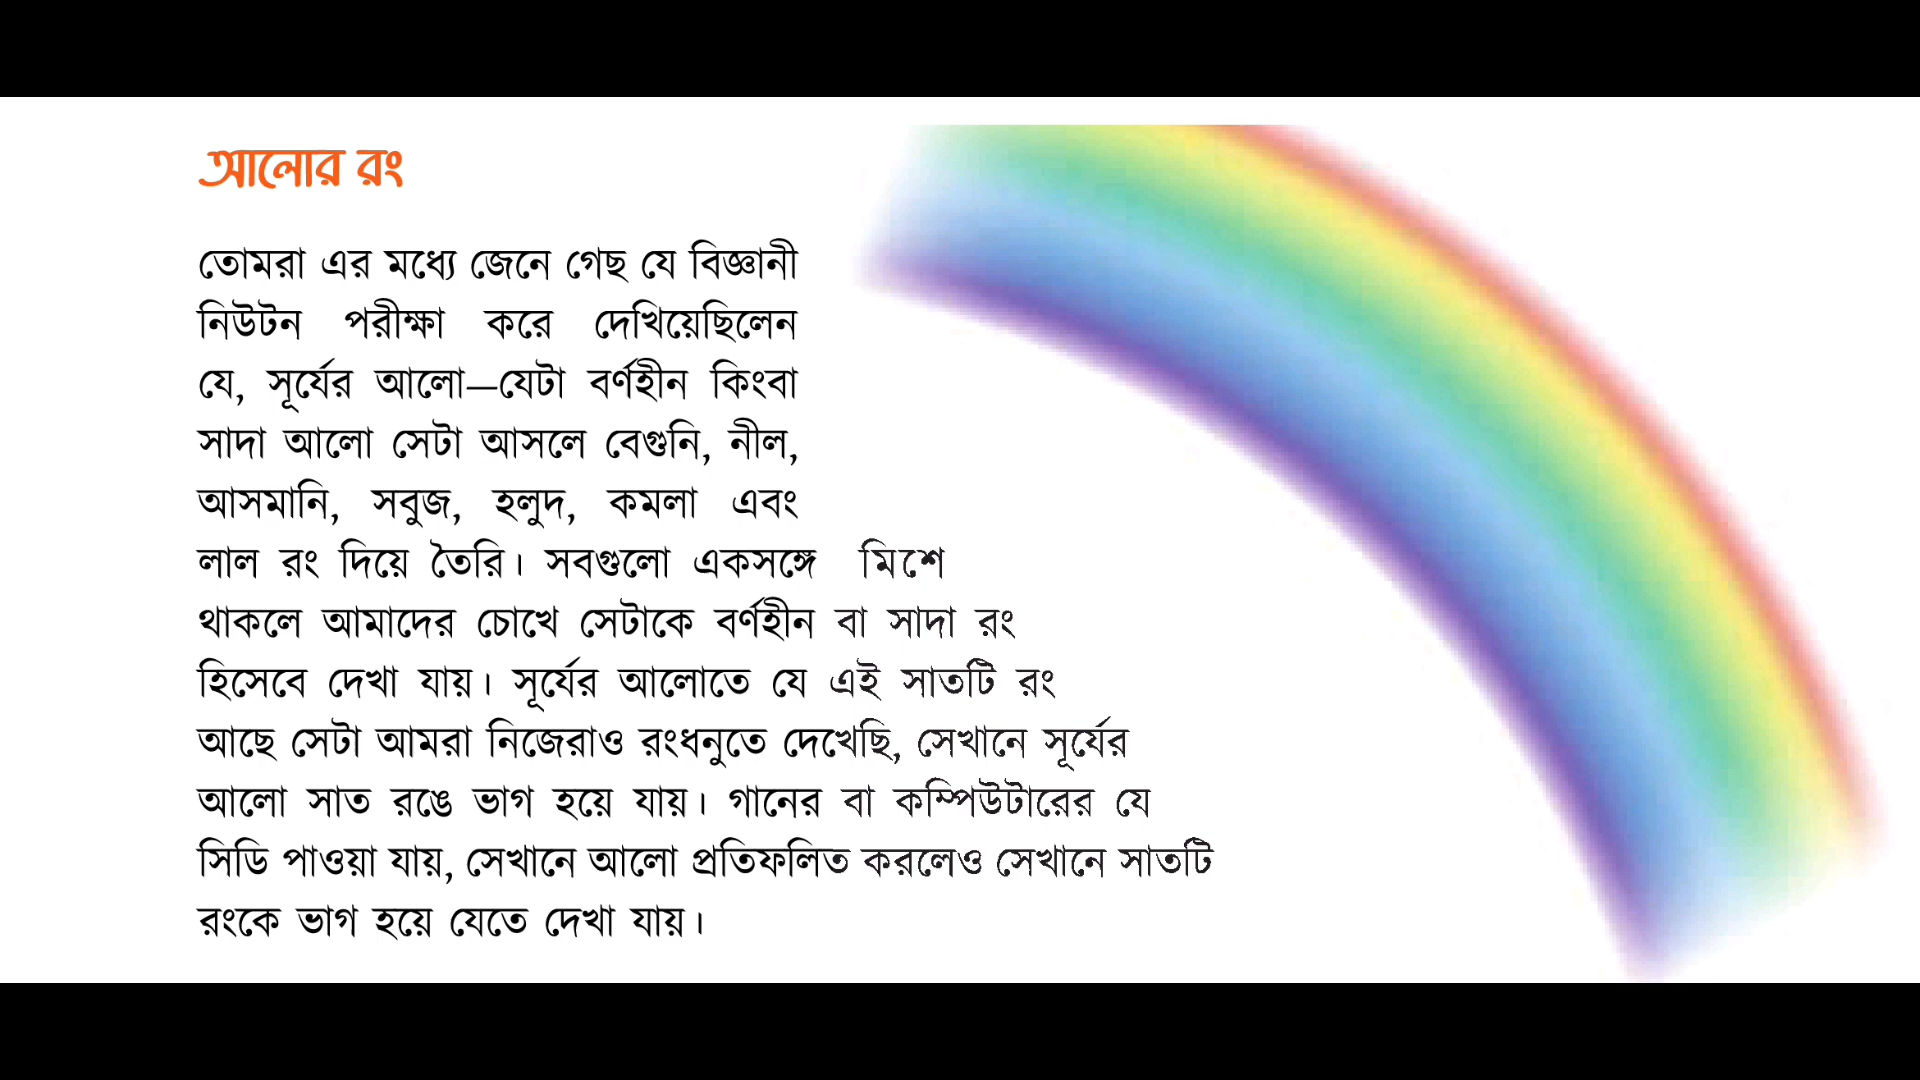 আলোর রং
তোমরা এর মধ্যে জেনে গেছ যে বিজ্ঞানী
নিউটন পরীক্ষা করে দেখিয়েছিলেন
যে, সূর্যের আলো—যেটা বর্ণহীন কিংবা
সাদা আলো সেটা আসলে বেগুনি, নীল,
আসমানি, সবুজ, হলুদ, কমলা এবং
লাল রং দিয়ে তৈরি। সবগুলো একসঙ্গে মিশে
থাকলে আমাদের চোখে সেটাকে বর্ণহীন বা সাদা রং
হিসেবে দেখা যায়। সূর্যের আলোতে যে এই সাতটি রং
আছে সেটা আমরা নিজেরাও রংধনুতে দেখেছি, সেখানে সূর্যের
আলো সাত রঙে ভাগ হয়ে যায়। গানের বা কম্পিউটারের যে
সিডি পাওয়া যায়, সেখানে আলো প্রতিফলিত করলেও সেখানে সাতটি
রংকে ভাগ হয়ে যেতে দেখা যায়।